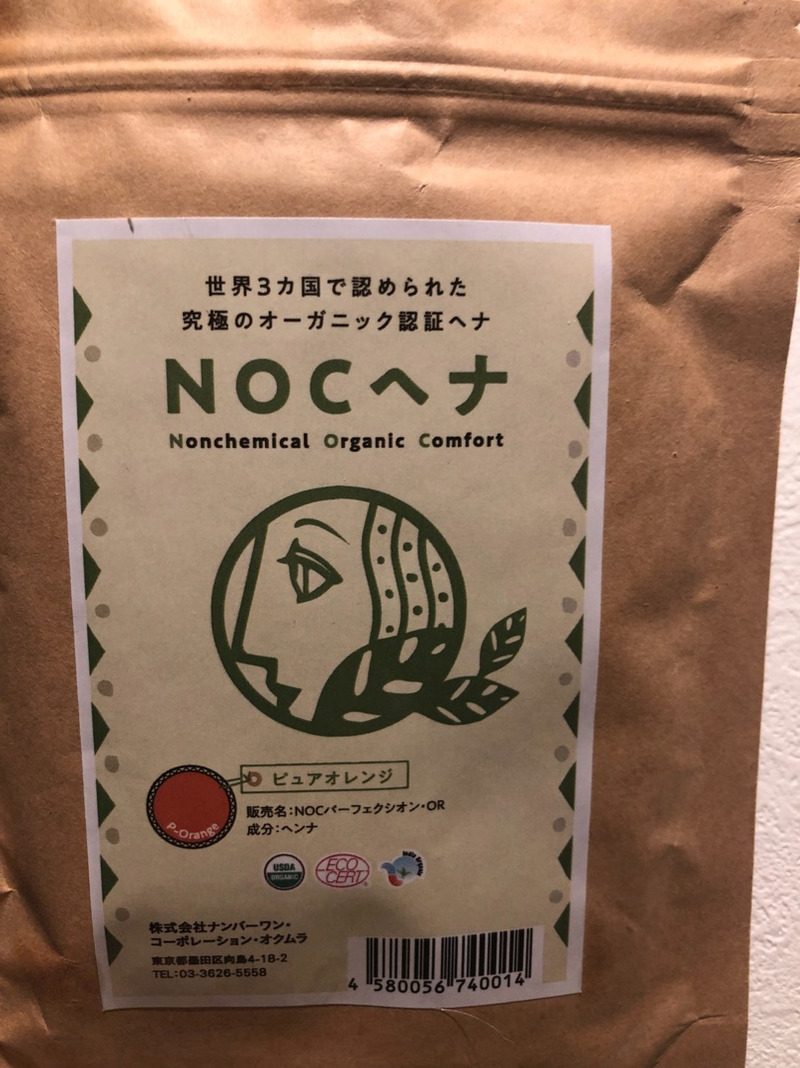 世界3カ国で認められた
究極のオーガニック認証ヘナ
NOCヘナ
Nonchemical Organic Comfort
ピュアオレンジ
P-Orange
販売名:NOCパーフェクシオン・OR
成分:ヘンナ
USDA
ORGANIC
ECO
CERT
株式会社ナンバーワン・
コーポレーション・オクムラ
東京都墨田区向島4-18-2
TEL:03-3626-5558
4 580056 740014